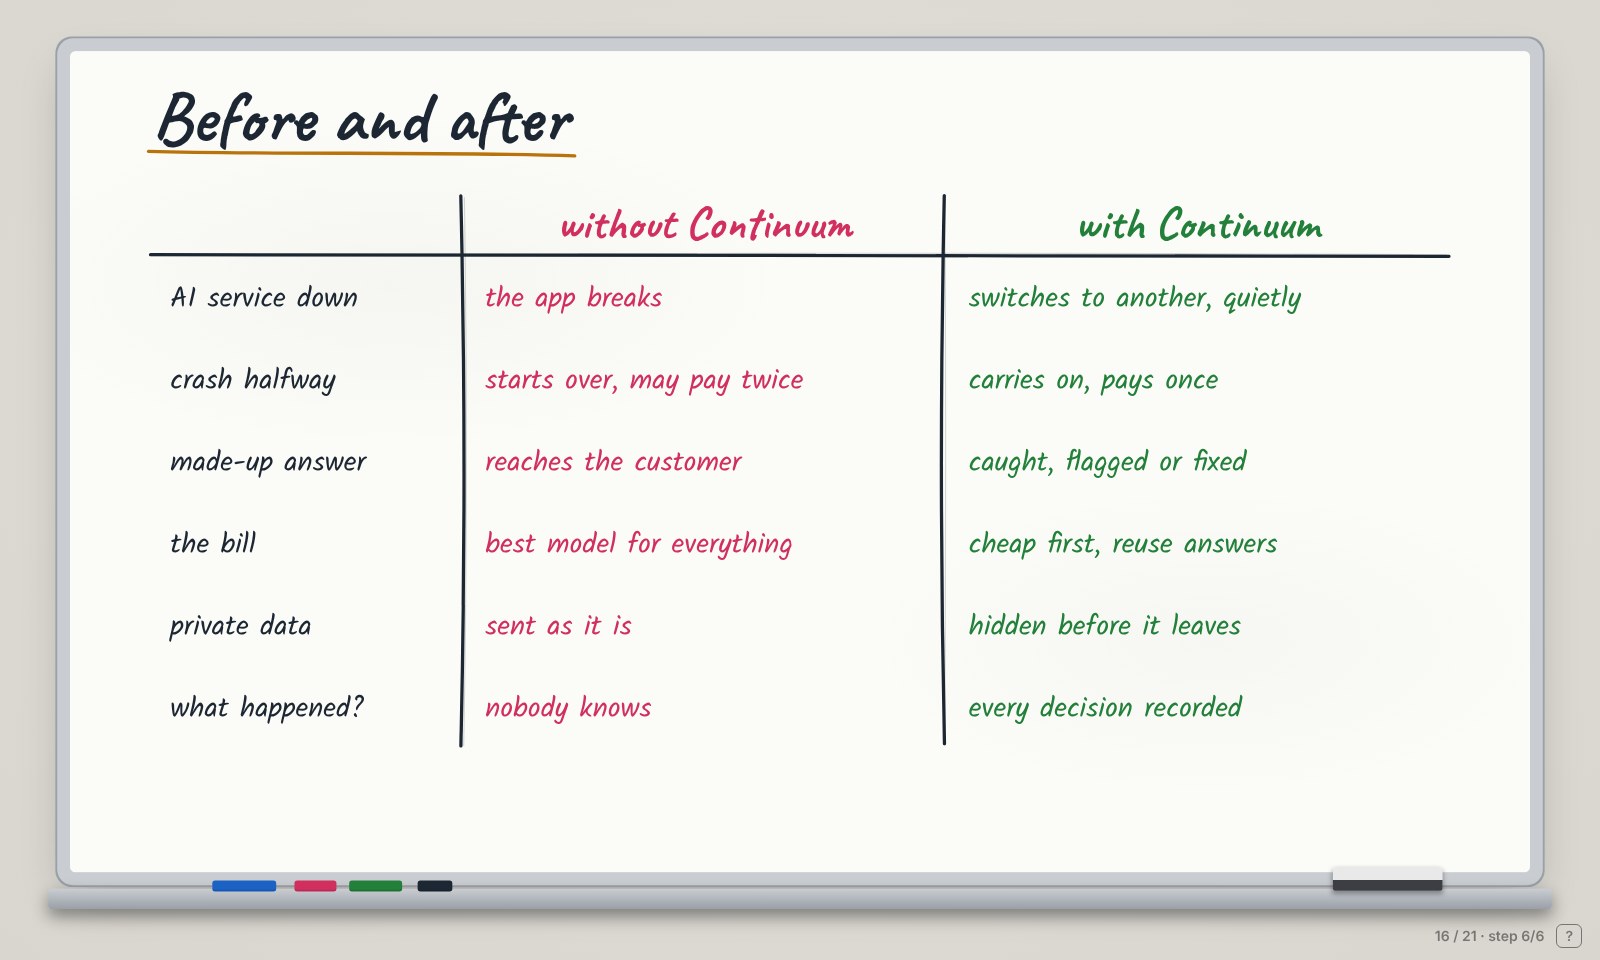 Before and after
without Continuum
with Continuum
AI service down
the app breaks
switches to another, quietly
crash halfway
starts over, may pay twice
carries on, pays once
made-up answer
reaches the customer
caught, flagged or fixed
the bill
best model for everything
cheap first, reuse answers
private data
sent as it is
hidden before it leaves
what happened?
nobody knows
every decision recorded
16 / 21 · step 6/6
?